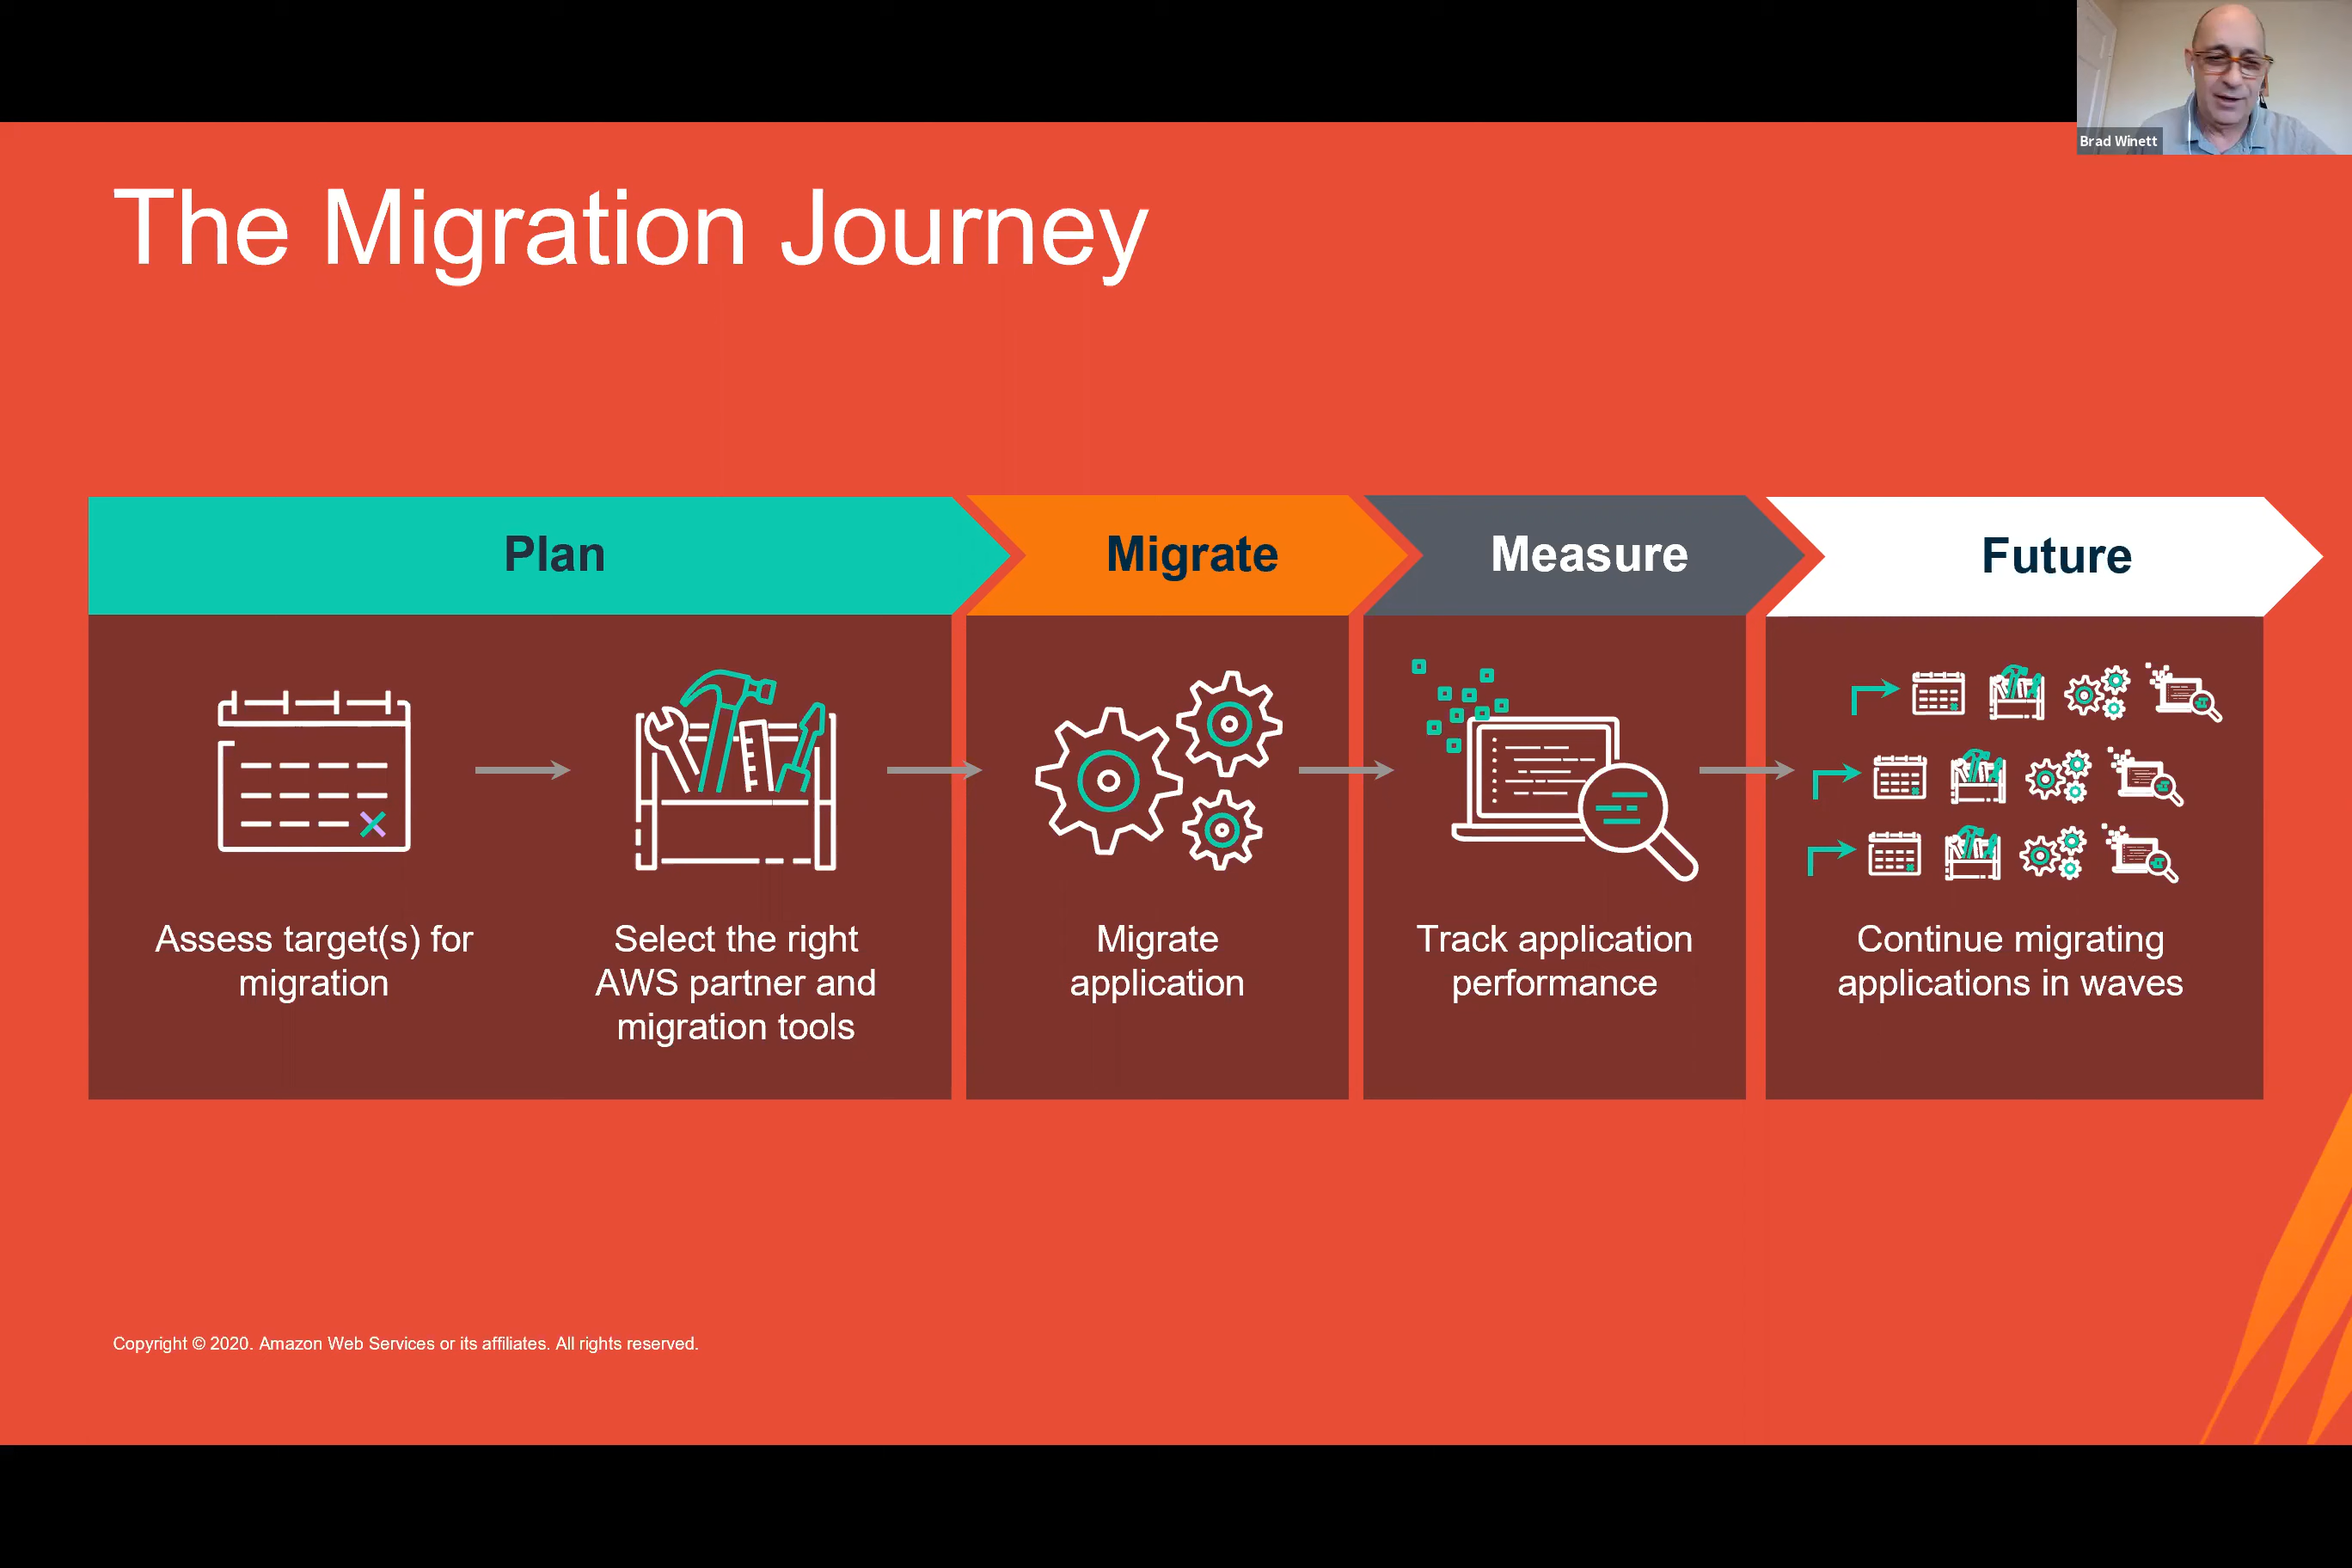 Brad Winett
The Migration Journey
Plan
Migrate
Measure
Future
Assess target(s) for
migration
Select the right
AWS partner and
migration tools
Migrate
application
Track application
performance
Continue migrating
applications in waves
Copyright © 2020. Amazon Web Services or its affiliates. All rights reserved.